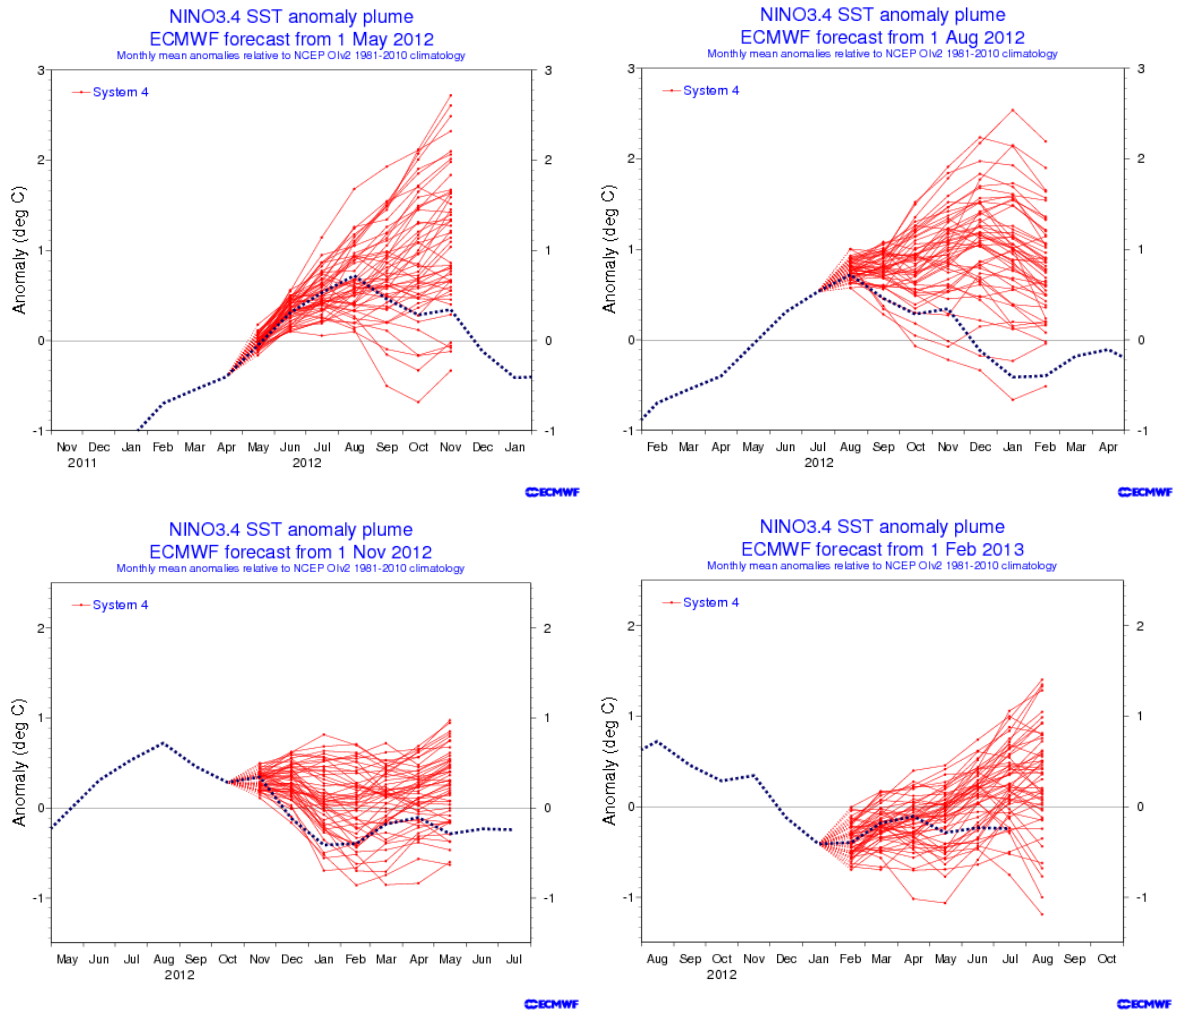 NINO3.4 SST anomaly plume
ECMWF forecast from 1 May 2012
Monthly mean anomalies relative to NCEP OIv2 1981-2010 climatology
System 4
Anomaly (deg C)
3
2
1
0
-1
3
2
1
0
-1
Nov Dec Jan Feb Mar Apr May Jun Jul Aug Sep Oct Nov Dec Jan
2011 2012
ECMWF
NINO3.4 SST anomaly plume
ECMWF forecast from 1 Aug 2012
Monthly mean anomalies relative to NCEP OIv2 1981-2010 climatology
System 4
Anomaly (deg C)
3
2
1
0
-1
3
2
1
0
-1
Feb Mar Apr May Jun Jul Aug Sep Oct Nov Dec Jan Feb Mar Apr
2012
ECMWF
NINO3.4 SST anomaly plume
ECMWF forecast from 1 Nov 2012
Monthly mean anomalies relative to NCEP OIv2 1981-2010 climatology
System 4
Anomaly (deg C)
2
1
0
-1
2
1
0
-1
May Jun Jul Aug Sep Oct Nov Dec Jan Feb Mar Apr May Jun Jul
2012
ECMWF
NINO3.4 SST anomaly plume
ECMWF forecast from 1 Feb 2013
Monthly mean anomalies relative to NCEP OIv2 1981-2010 climatology
System 4
Anomaly (deg C)
2
1
0
-1
2
1
0
-1
Aug Sep Oct Nov Dec Jan Feb Mar Apr May Jun Jul Aug Sep Oct
2012
ECMWF